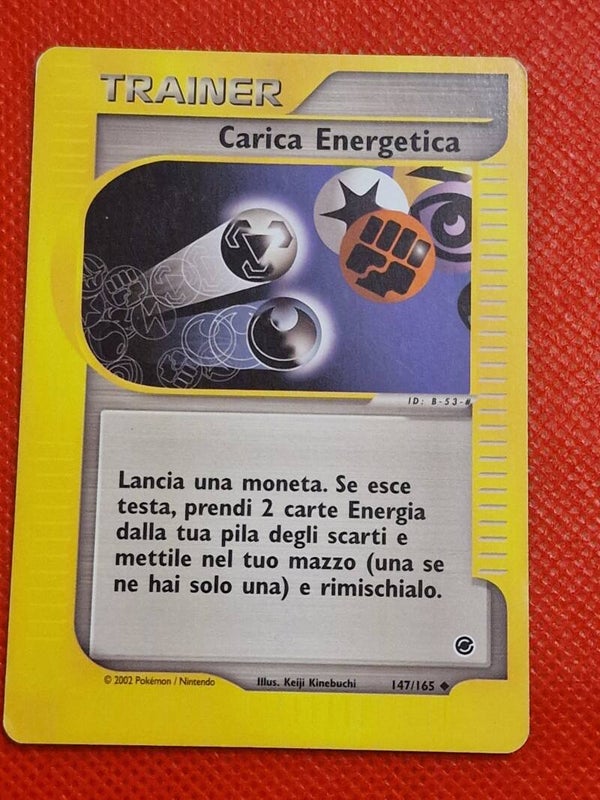 TRAINER
Carica Energetica
ID: B-53-#
Lancia una moneta. Se esce
testa, prendi 2 carte Energia
dalla tua pila degli scarti e
mettile nel tuo mazzo (una se
ne hai solo una) e rimischialo.
© 2002 Pokémon / Nintendo
Illus. Keiji Kinebuchi
147/165 ◆